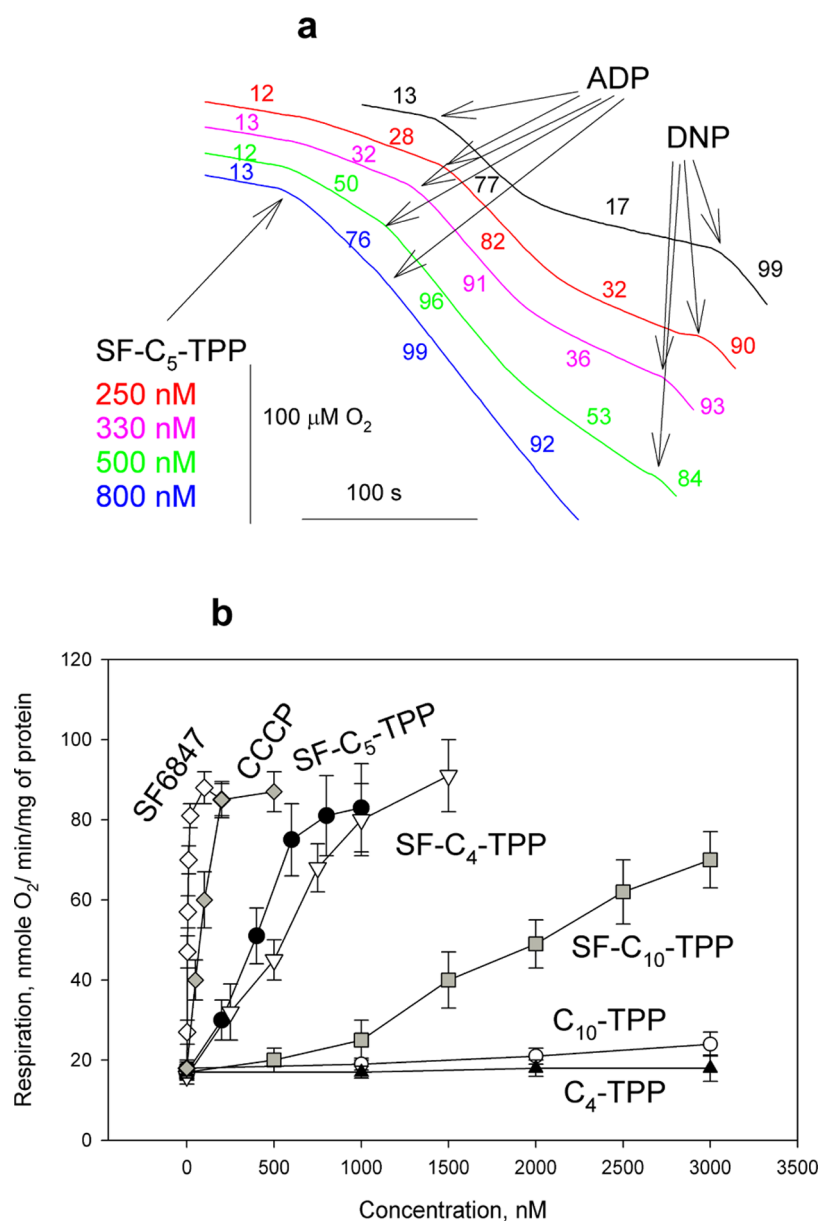 a
ADP
12
13
28
DNP
13
32
77
12
50
17
13
76
82
91
32
99
96
99
36
90
SF-C5-TPP
250 nM
330 nM
500 nM
800 nM
100 μM O2
100 s
53
93
92
84
b
120
100
80
60
40
20
0
Respiration, nmole O2/ min/mg of protein
SF6847
CCCP
SF-C5-TPP
SF-C4-TPP
SF-C10-TPP
C10-TPP
C4-TPP
0 500 1000 1500 2000 2500 3000 3500
Concentration, nM